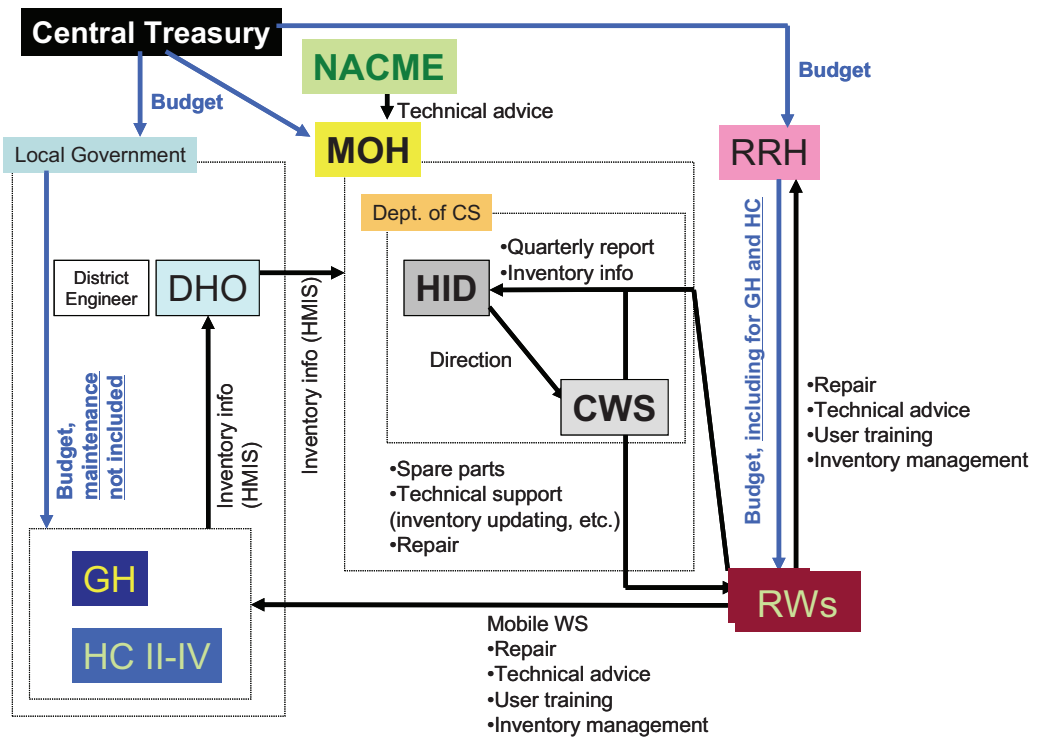 Central Treasury
NACME
Budget
Budget
Technical advice
Local Government
MOH
RRH
Dept. of CS
•Quarterly report
•Inventory info
District
Engineer
DHO
HID
Inventory info (HMIS)
Direction
CWS
Budget, including for GH and HC
•Repair
•Technical advice
•User training
•Inventory management
Budget,
maintenance
not included
Inventory info
(HMIS)
•Spare parts
•Technical support
(inventory updating, etc.)
•Repair
GH
HC II-IV
RWs
Mobile WS
•Repair
•Technical advice
•User training
•Inventory management